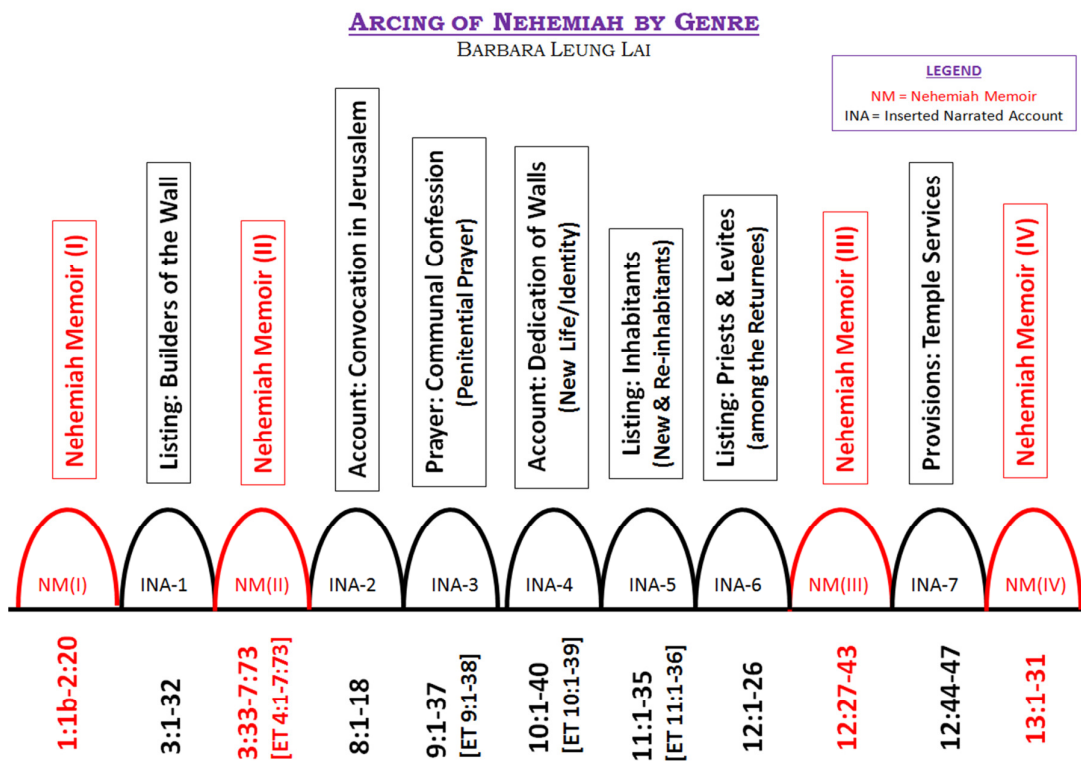 ARCING OF NEHEMIAH BY GENRE
BARBARA LEUNG LAI
LEGEND
NM = Nehemiah Memoir
INA = Inserted Narrated Account
Nehemiah Memoir (I)
Listing: Builders of the Wall
Nehemiah Memoir (II)
Account: Convocation in Jerusalem
Prayer: Communal Confession
(Penitential Prayer)
Account: Dedication of Walls
(New Life/Identity)
Listing: Inhabitants
(New & Re-inhabitants)
Listing: Priests & Levites
(among the Returnees)
Nehemiah Memoir (III)
Provisions: Temple Services
Nehemiah Memoir (IV)
NM(I)
INA-1
NM(II)
INA-2
INA-3
INA-4
INA-5
INA-6
NM(III)
INA-7
NM(IV)
1:1b-2:20
3:1-32
3:33-7:73
[ET 4:1-7:73]
8:1-18
9:1-37
[ET 9:1-38]
10:1-40
[ET 10:1-39]
11:1-35
[ET 11:1-36]
12:1-26
12:27-43
12:44-47
13:1-31